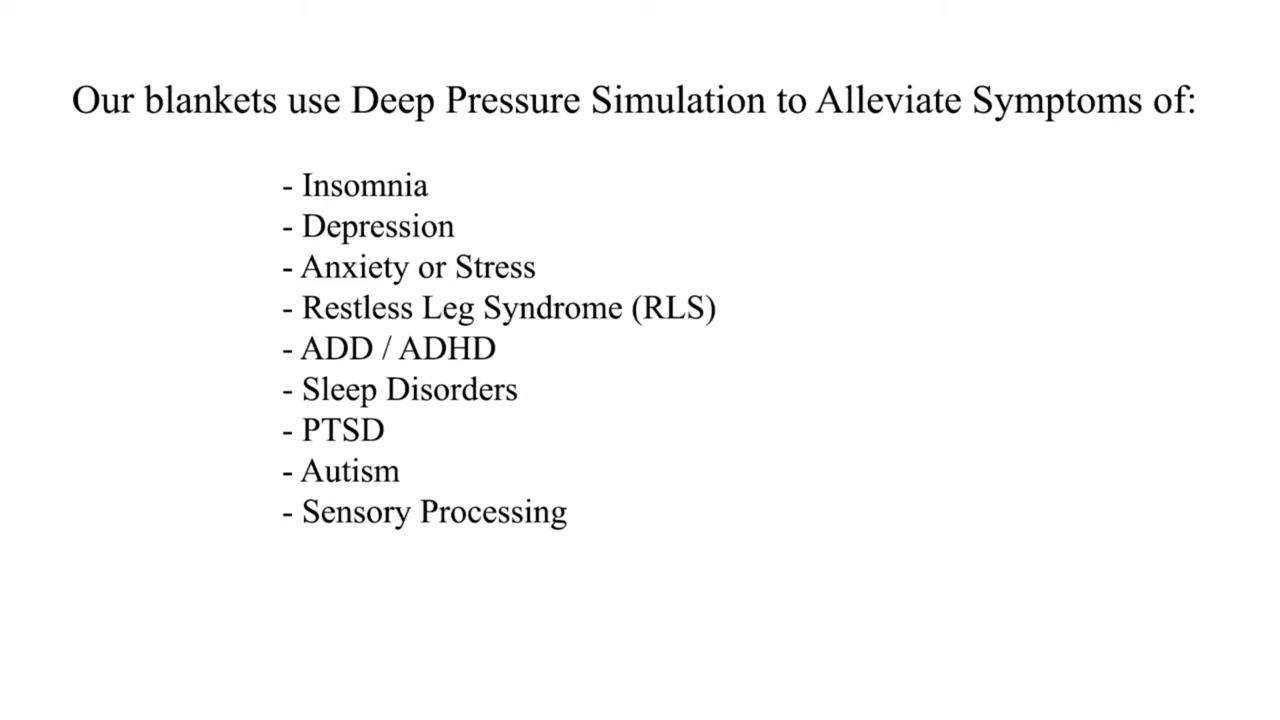 Our blankets use Deep Pressure Simulation to Alleviate Symptoms of:
- Insomnia
- Depression
- Anxiety or Stress
- Restless Leg Syndrome (RLS)
- ADD / ADHD
- Sleep Disorders
- PTSD
- Autism
- Sensory Processing